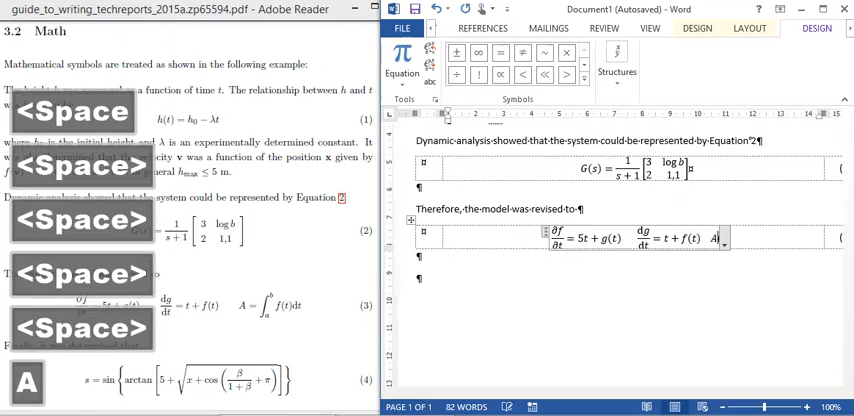 guide_to_writing_techreports_2015a.zp65594.pdf - Adobe Reader
3.2 Math
Mathematical symbols are treated as shown in the following example:
a function of time t. The relationship between h and t
h(t) = h₀ − λt (1)
is the initial height and λ is an experimentally determined constant. It
city v was a function of the position x given by
general hmax ≤ 5 m.
Dynamic system could be represented by Equation 2
1/(s+1) [3 log b 2 1,1] (2)
dg/dt = t + f(t) A = ∫ₐᵇ f(t)dt (3)
s = sin {arctan [5 + √(x + cos (β/(1 + β) + π))]} (4)
<Space
<Space>
<Space>
<Space>
<Space>
A
Document1 (Autosaved) - Word
FILE
REFERENCES MAILINGS REVIEW VIEW DESIGN LAYOUT DESIGN
π
Equation
abc
± ∞ = ≠ ~ ×
÷ ! ∝ < ≪ >
x/y
Structures
Tools
Symbols
Dynamic·analysis·showed·that·the·system·could·be·represented·by·Equation°2¶
G(s) = 1/(s + 1) [3 log b 2 1,1]¤
¶
Therefore,·the·model·was·revised·to·¶
∂f/∂t = 5t + g(t) dg/dt = t + f(t) A
¶
¶
PAGE 1 OF 1 82 WORDS 100%